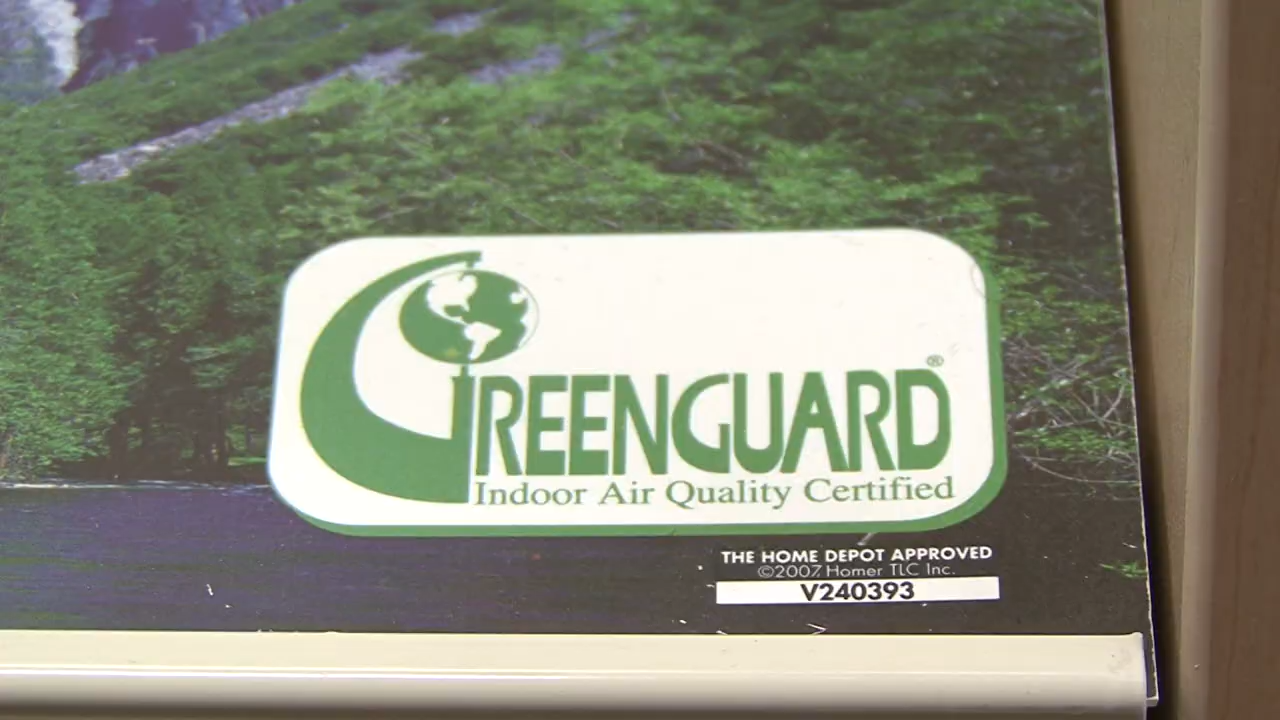 GREENGUARD®
Indoor Air Quality Certified
THE HOME DEPOT APPROVED
©2007 Homer TLC Inc.
V240393